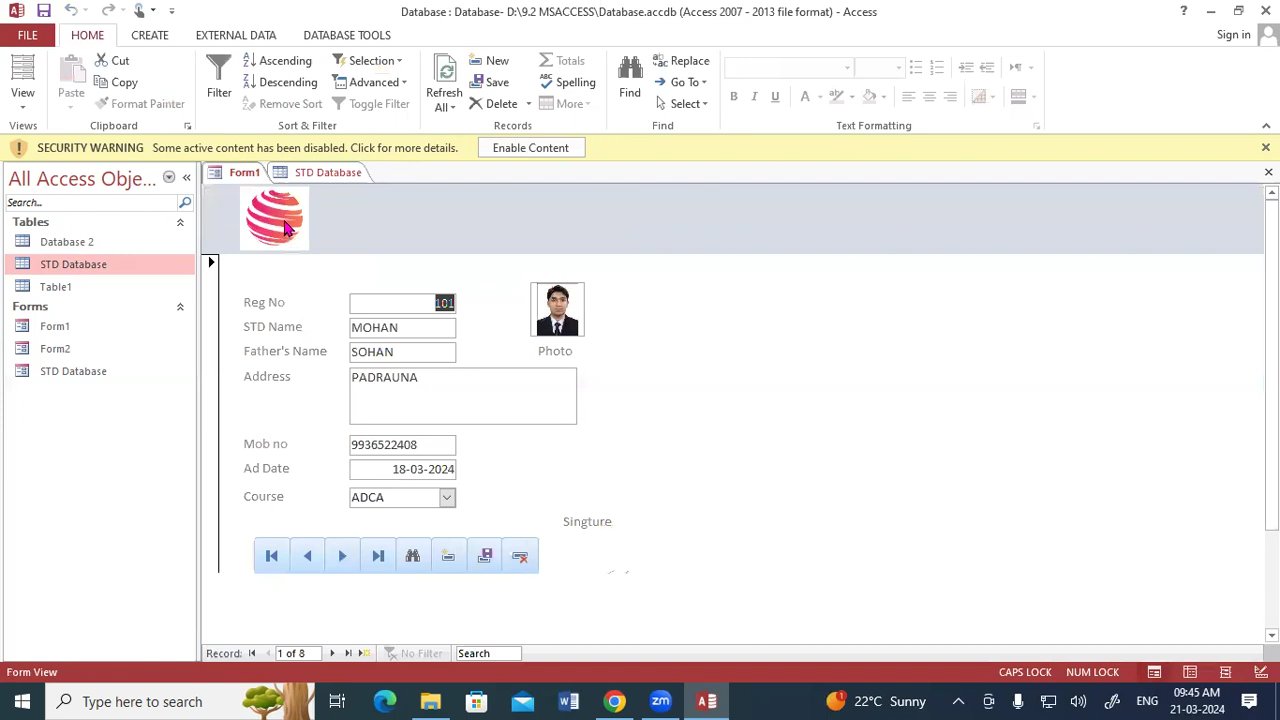 Database : Database- D:\9.2 MSACCESS\Database.accdb (Access 2007 - 2013 file format) - Access
?
FILE HOME CREATE EXTERNAL DATA DATABASE TOOLS Sign in
View
Paste
Cut
Copy
Format Painter
Filter
Ascending
Descending
Remove Sort
Selection
Advanced
Toggle Filter
Refresh
All
New
Save
Delete
Totals
Spelling
More
Find
Replace
Go To
Select
B I U A
Views Clipboard Sort & Filter Records Find Text Formatting
SECURITY WARNING Some active content has been disabled. Click for more details. Enable Content
All Access Obje...
Search...
Tables
Database 2
STD Database
Table1
Forms
Form1
Form2
STD Database
Form1 STD Database
Reg No 101
STD Name MOHAN
Father's Name SOHAN
Photo
Address PADRAUNA
Mob no 9936522408
Ad Date 18-03-2024
Course ADCA
Singture
Record: 1 of 8 No Filter Search
Form View CAPS LOCK NUM LOCK
Type here to search
22°C Sunny
ENG
09:45 AM
21-03-2024